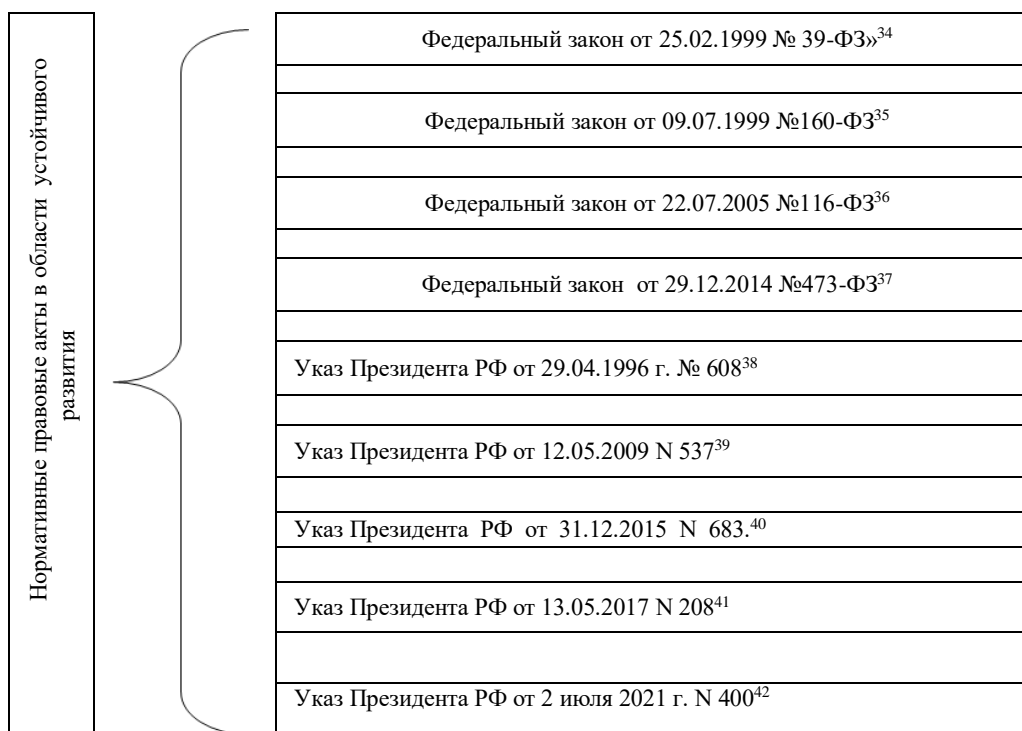 Нормативные правовые акты в области устойчивого
развития
Федеральный закон от 25.02.1999 № 39-ФЗ»³⁴
Федеральный закон от 09.07.1999 №160-ФЗ³⁵
Федеральный закон от 22.07.2005 №116-ФЗ³⁶
Федеральный закон от 29.12.2014 №473-ФЗ³⁷
Указ Президента РФ от 29.04.1996 г. № 608³⁸
Указ Президента РФ от 12.05.2009 N 537³⁹
Указ Президента РФ от 31.12.2015 N 683.⁴⁰
Указ Президента РФ от 13.05.2017 N 208⁴¹
Указ Президента РФ от 2 июля 2021 г. N 400⁴²